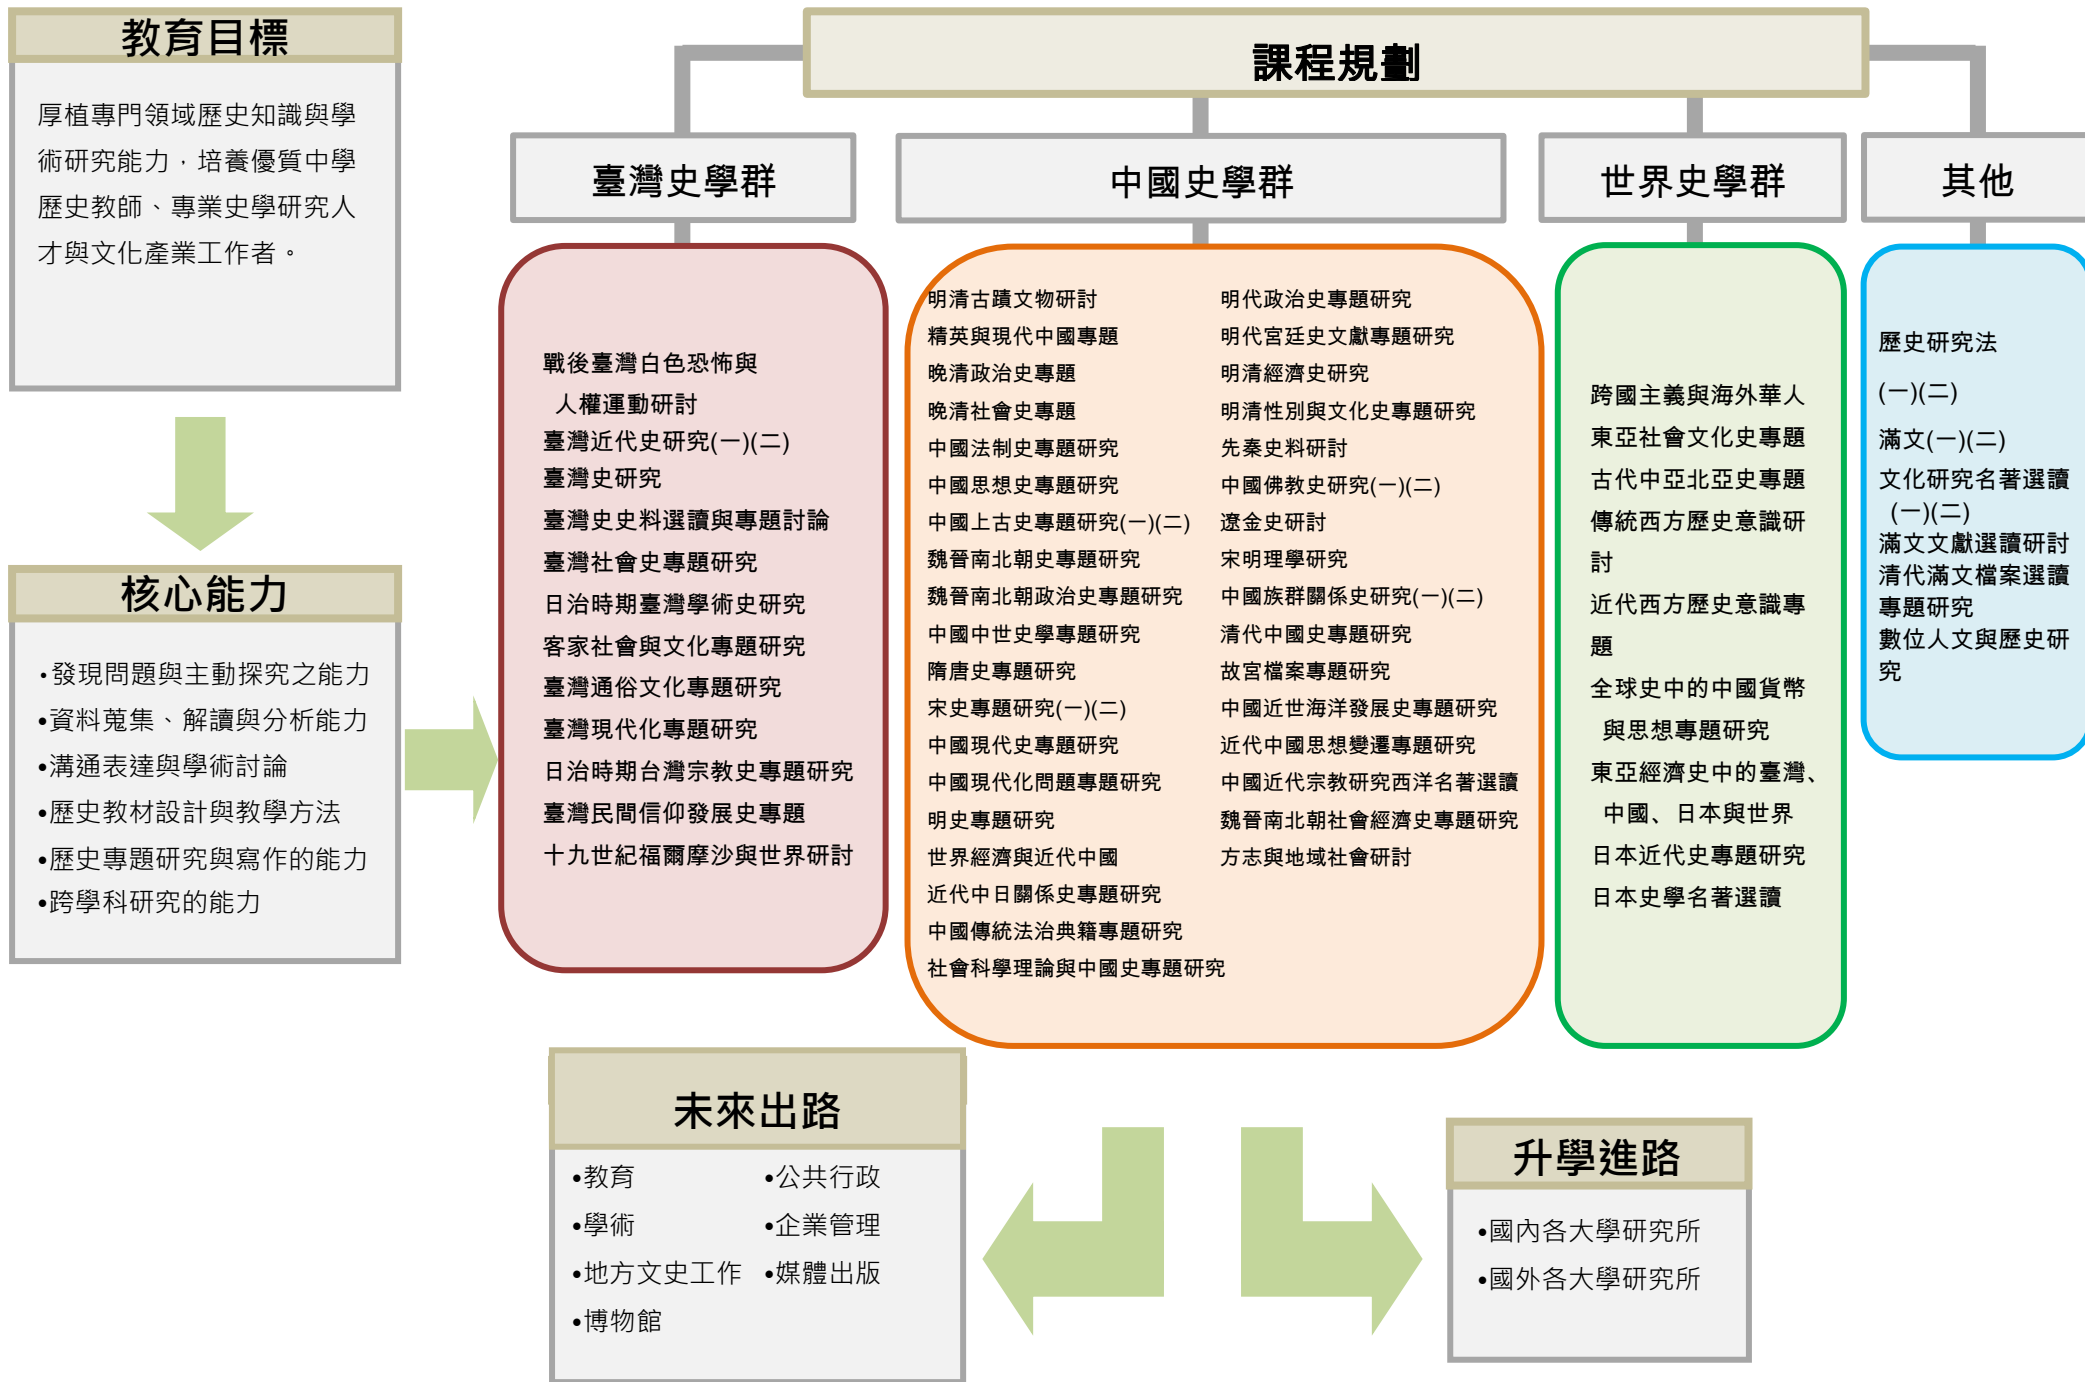 教育目標
厚植專門領域歷史知識與學
術研究能力，培養優質中學
歷史教師、專業史學研究人
才與文化產業工作者。
核心能力
•發現問題與主動探究之能力
•資料蒐集、解讀與分析能力
•溝通表達與學術討論
•歷史教材設計與教學方法
•歷史專題研究與寫作的能力
•跨學科研究的能力
課程規劃
臺灣史學群
戰後臺灣白色恐怖與
人權運動研討
臺灣近代史研究(一)(二)
臺灣史研究
臺灣史史料選讀與專題討論
臺灣社會史專題研究
日治時期臺灣學術史研究
客家社會與文化專題研究
臺灣通俗文化專題研究
臺灣現代化專題研究
日治時期台灣宗教史專題研究
臺灣民間信仰發展史專題
十九世紀福爾摩沙與世界研討
中國史學群
明清古蹟文物研討
精英與現代中國專題
晚清政治史專題
晚清社會史專題
中國法制史專題研究
中國思想史專題研究
中國上古史專題研究(一)(二)
魏晉南北朝史專題研究
魏晉南北朝政治史專題研究
中國中世史學專題研究
隋唐史專題研究
宋史專題研究(一)(二)
中國現代史專題研究
中國現代化問題專題研究
明史專題研究
世界經濟與近代中國
近代中日關係史專題研究
中國傳統法治典籍專題研究
社會科學理論與中國史專題研究
明代政治史專題研究
明代宮廷史文獻專題研究
明清經濟史研究
明清性別與文化史專題研究
先秦史料研討
中國佛教史研究(一)(二)
遼金史研討
宋明理學研究
中國族群關係史研究(一)(二)
清代中國史專題研究
故宮檔案專題研究
中國近世海洋發展史專題研究
近代中國思想變遷專題研究
中國近代宗教研究西洋名著選讀
魏晉南北朝社會經濟史專題研究
方志與地域社會研討
世界史學群
跨國主義與海外華人
東亞社會文化史專題
古代中亞北亞史專題
傳統西方歷史意識研
討
近代西方歷史意識專
題
全球史中的中國貨幣
與思想專題研究
東亞經濟史中的臺灣、
中國、日本與世界
日本近代史專題研究
日本史學名著選讀
其他
歷史研究法
(一)(二)
滿文(一)(二)
文化研究名著選讀
(一)(二)
滿文文獻選讀研討
清代滿文檔案選讀
專題研究
數位人文與歷史研
究
未來出路
•教育
•學術
•地方文史工作
•博物館
•公共行政
•企業管理
•媒體出版
升學進路
•國內各大學研究所
•國外各大學研究所